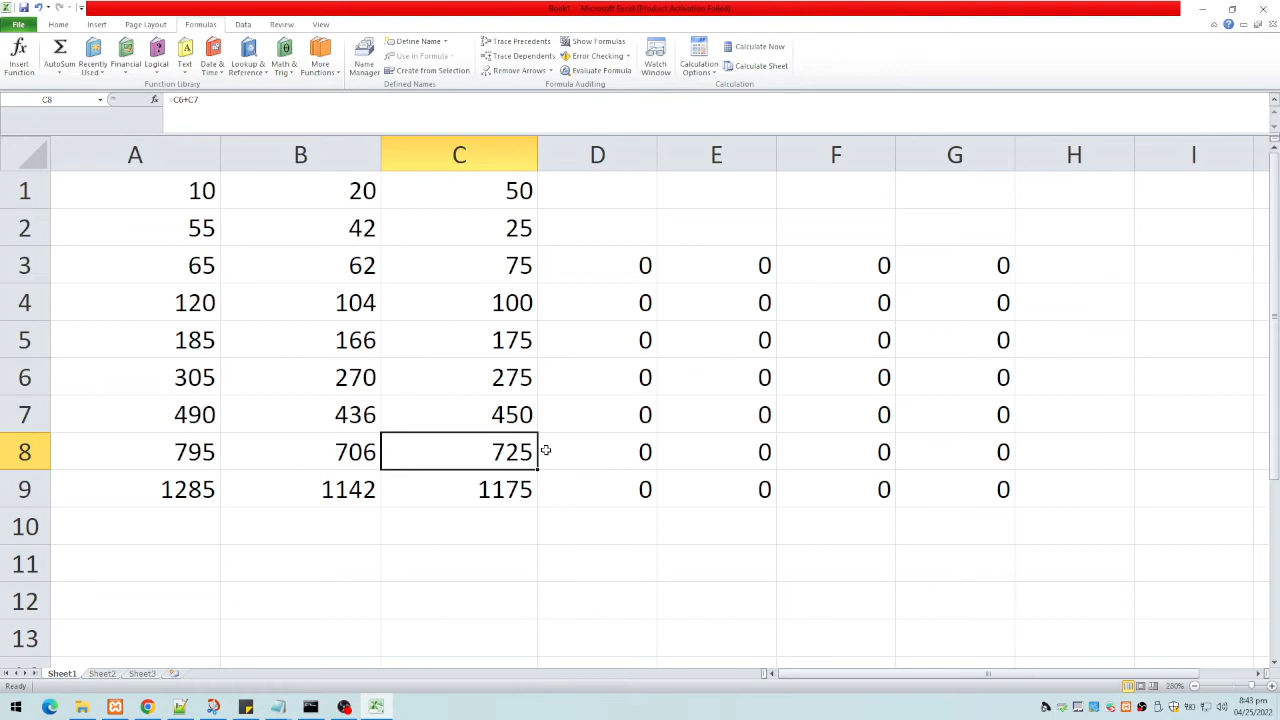 Book1 - Microsoft Excel (Product Activation Failed)
Home Insert Page Layout Formulas Data Review View
Insert Function
AutoSum
Recently Used
Financial
Logical
Text
Date & Time
Lookup & Reference
Math & Trig
More Functions
Function Library
Name Manager
Define Name
Use in Formula
Create from Selection
Defined Names
Trace Precedents
Trace Dependents
Remove Arrows
Show Formulas
Error Checking
Evaluate Formula
Formula Auditing
Watch Window
Calculation Options
Calculate Now
Calculate Sheet
Calculation
C8 fx =C6+C7
A B C D E F G H I
1 10 20 50
2 55 42 25
3 65 62 75 0 0 0 0
4 120 104 100 0 0 0 0
5 185 166 175 0 0 0 0
6 305 270 275 0 0 0 0
7 490 436 450 0 0 0 0
8 795 706 725 0 0 0 0
9 1285 1142 1175 0 0 0 0
10
11
12
13
Sheet1 Sheet2 Sheet3
Ready 280%
8:43 pm
04/25/2022